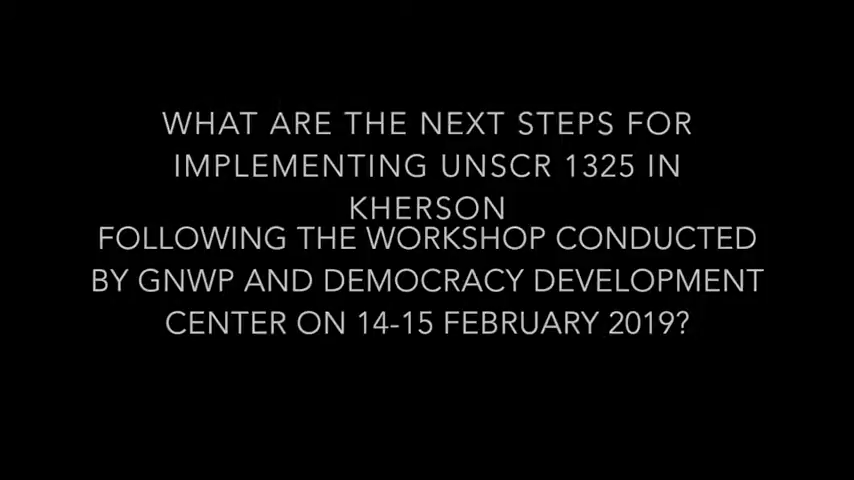 WHAT ARE THE NEXT STEPS FOR
IMPLEMENTING UNSCR 1325 IN
KHERSON
FOLLOWING THE WORKSHOP CONDUCTED
BY GNWP AND DEMOCRACY DEVELOPMENT
CENTER ON 14-15 FEBRUARY 2019?